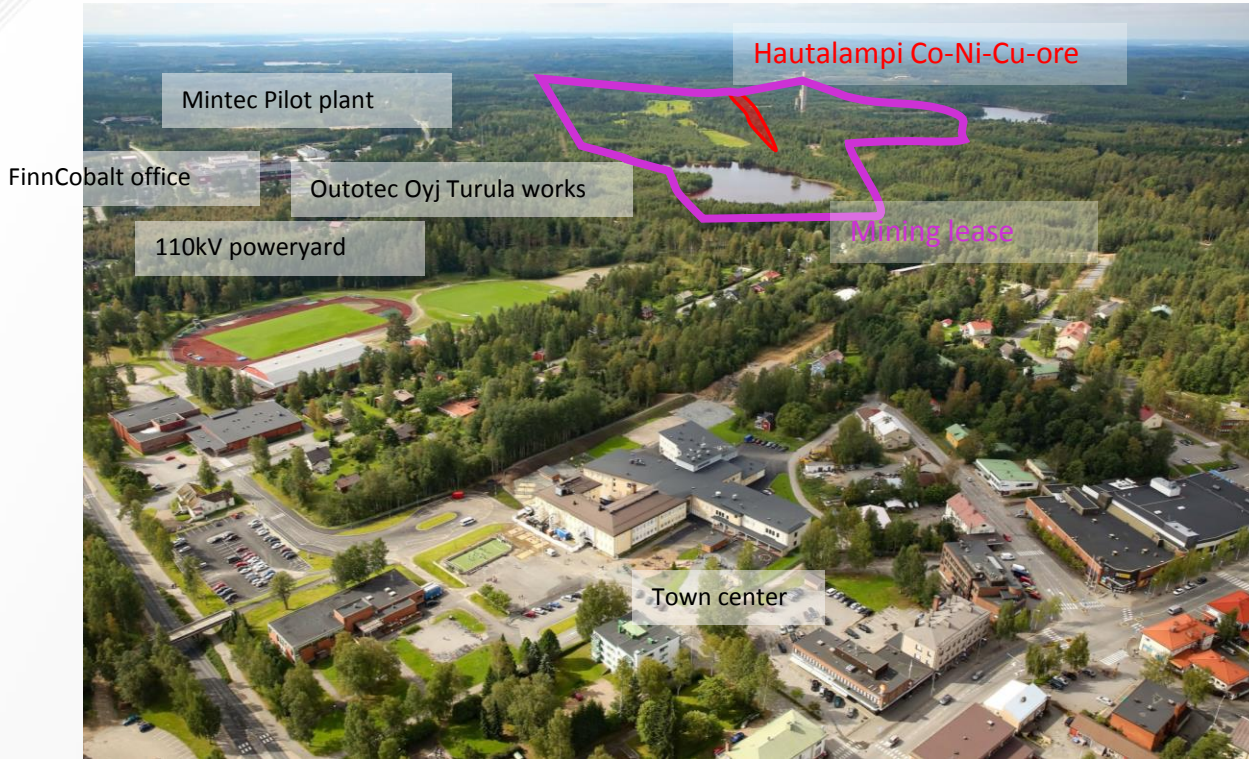 Hautalampi Co-Ni-Cu-ore
Mintec Pilot plant
FinnCobalt office
Outotec Oyj Turula works
110kV poweryard
Mining lease
Town center